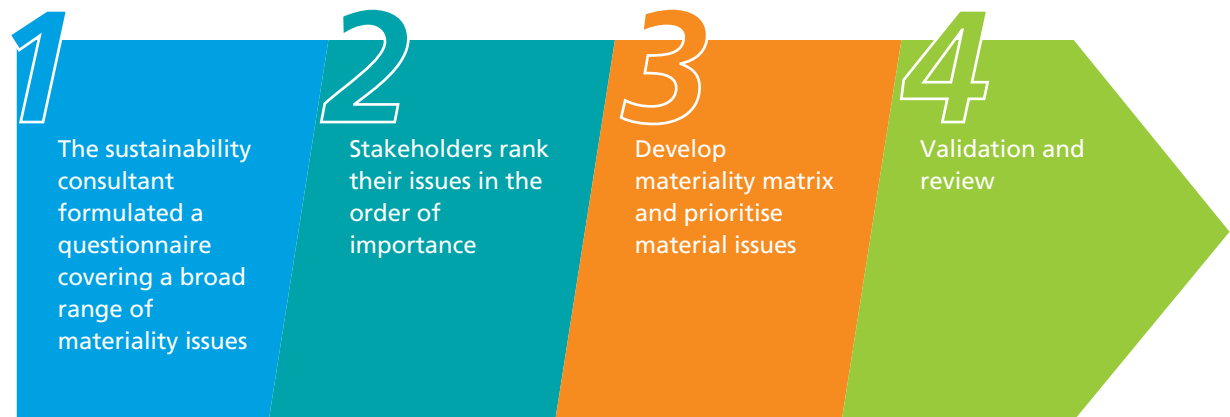 1
The sustainability
consultant
formulated a
questionnaire
covering a broad
range of
materiality issues
2
Stakeholders rank
their issues in the
order of
importance
3
Develop
materiality matrix
and prioritise
material issues
4
Validation and
review